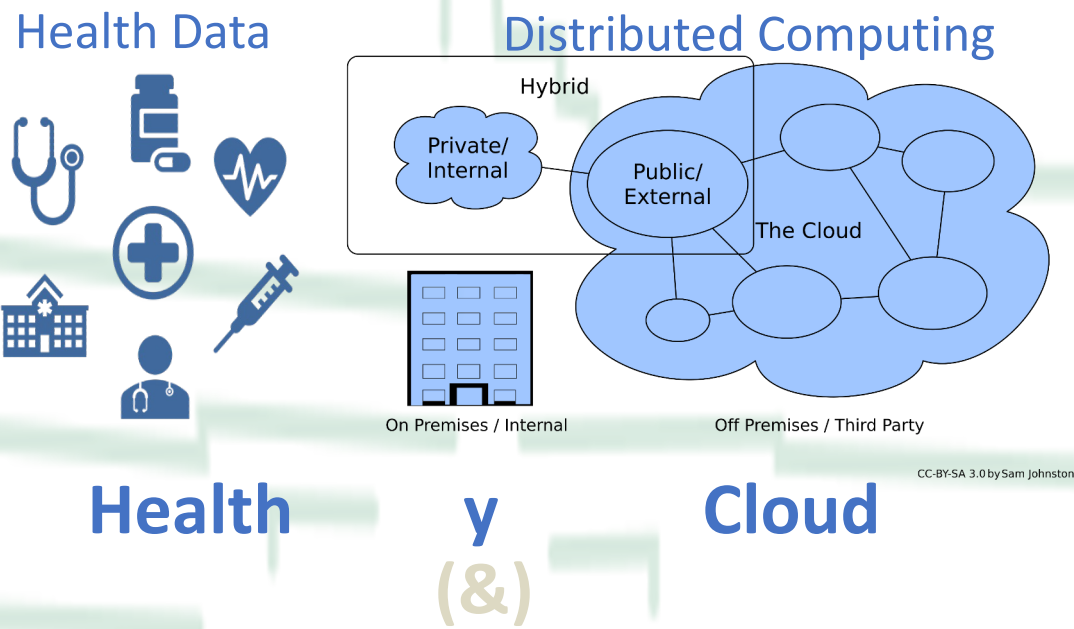 Health Data
Distributed Computing
Hybrid
Private/
Internal
Public/
External
The Cloud
On Premises / Internal
Off Premises / Third Party
CC-BY-SA 3.0 by Sam Johnston
Health y Cloud
(&)